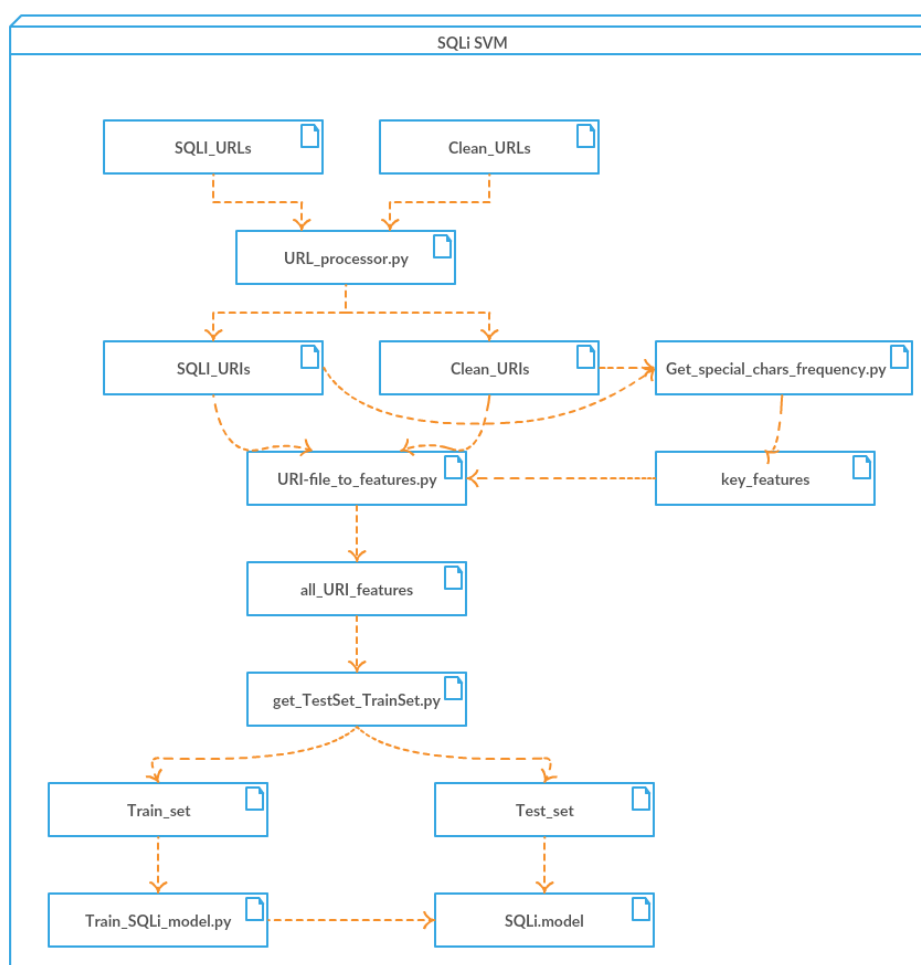 SQLi SVM
SQLI_URLs
Clean_URLs
URL_processor.py
SQLI_URIs
Clean_URIs
Get_special_chars_frequency.py
URI-file_to_features.py
key_features
all_URI_features
get_TestSet_TrainSet.py
Train_set
Test_set
Train_SQLi_model.py
SQLi.model